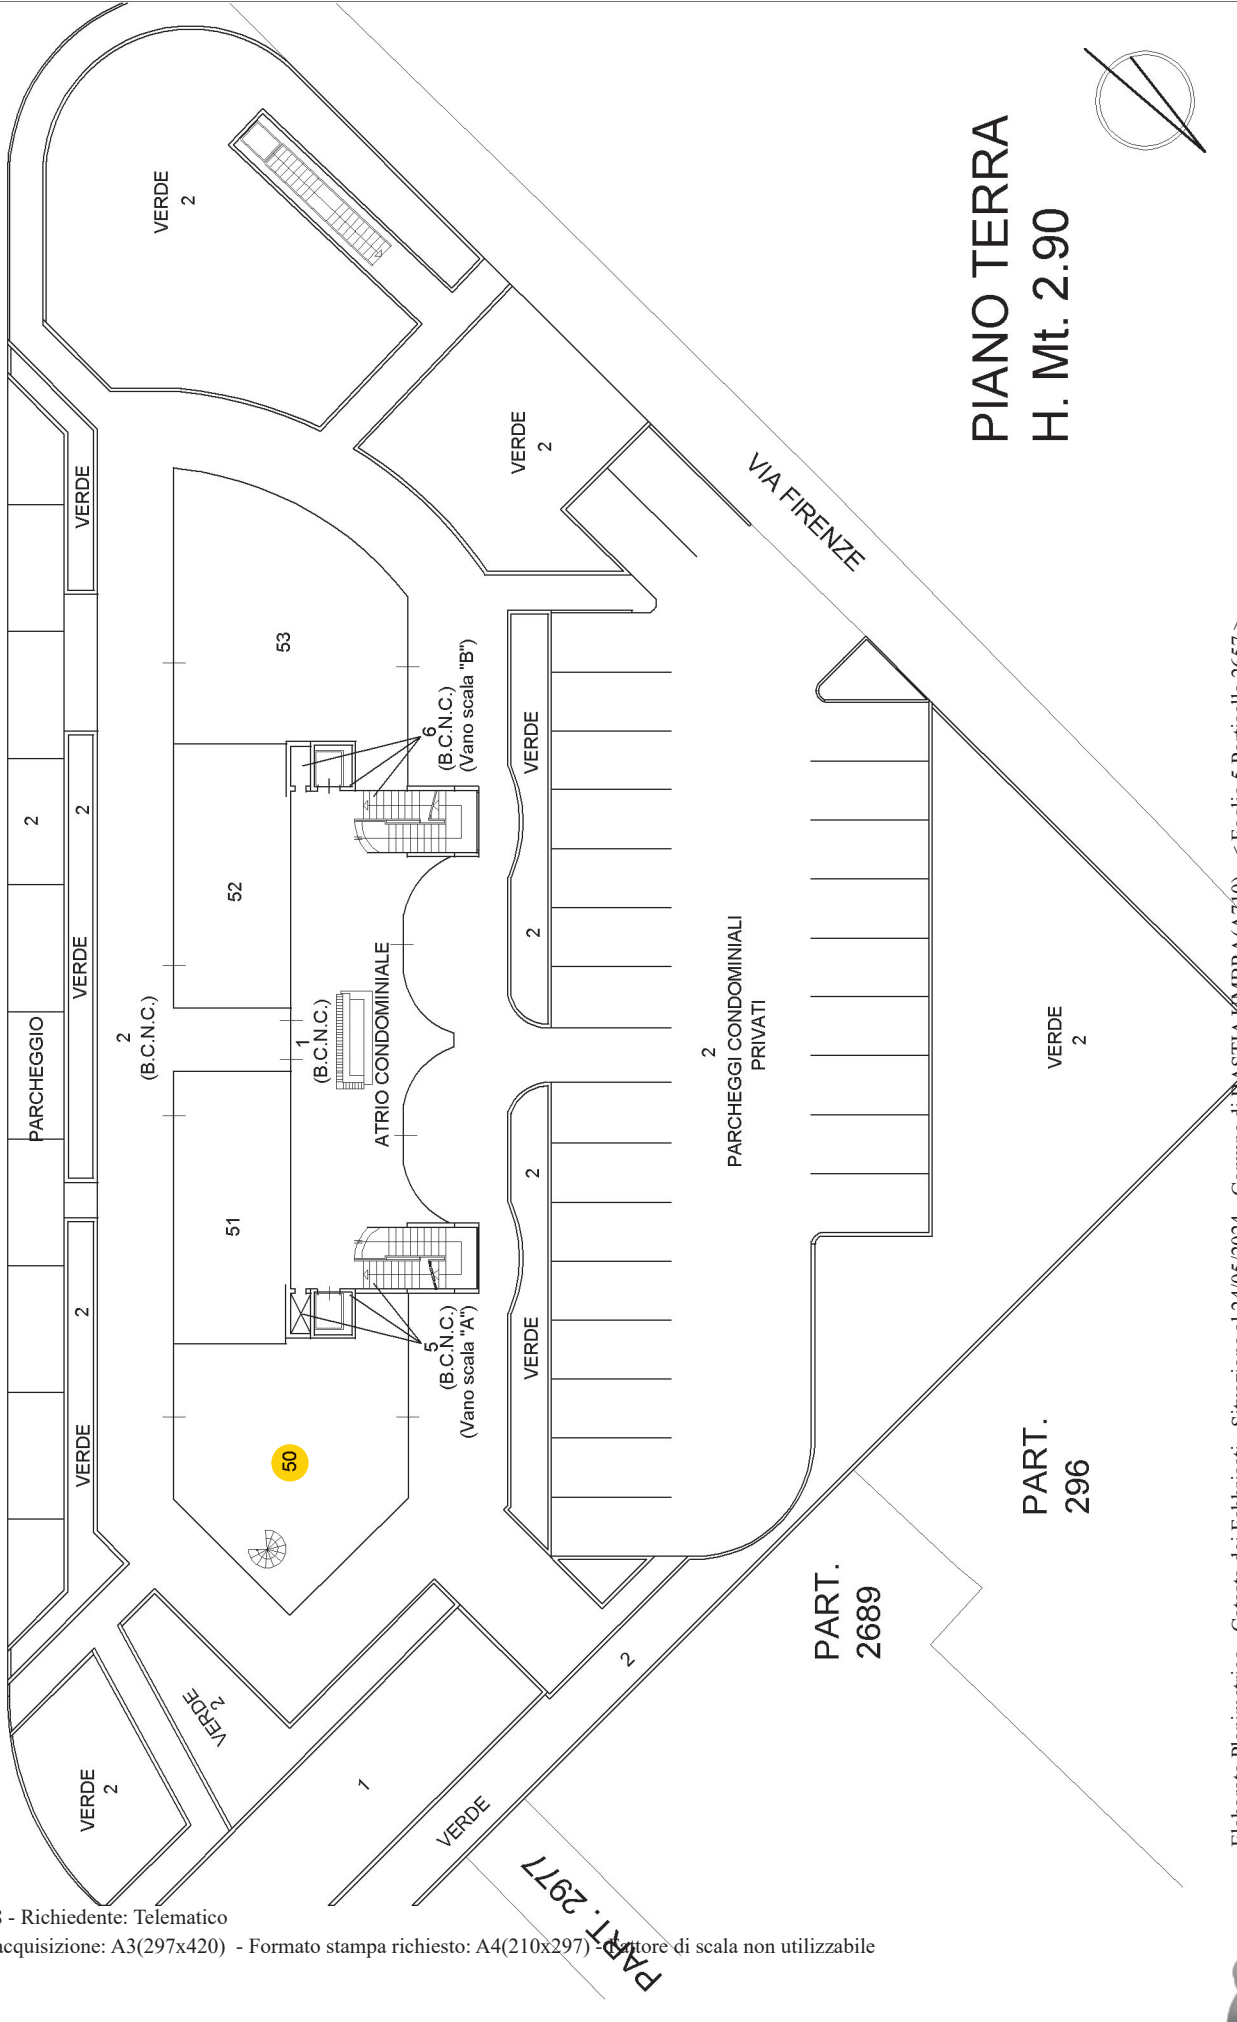 PIANO TERRA
H. Mt. 2.90
VIA FIRENZE
VERDE
2
VERDE
2
VERDE
2
PARCHEGGIO
VERDE
2
VERDE
2
VERDE
2
(B.C.N.C.)
53
52
51
50
1
(B.C.N.C.)
ATRIO CONDOMINIALE
6
(B.C.N.C.)
(Vano scala "B")
5
(B.C.N.C.)
(Vano scala "A")
VERDE
2
2
VERDE
2
PARCHEGGI CONDOMINIALI
PRIVATI
VERDE
2
VERDE
2
VERDE
2
1
2
VERDE
PART.
296
PART.
2689
PART. 2977
- Richiedente: Telematico
acquisizione: A3(297x420) - Formato stampa richiesto: A4(210x297) - Fattore di scala non utilizzabile